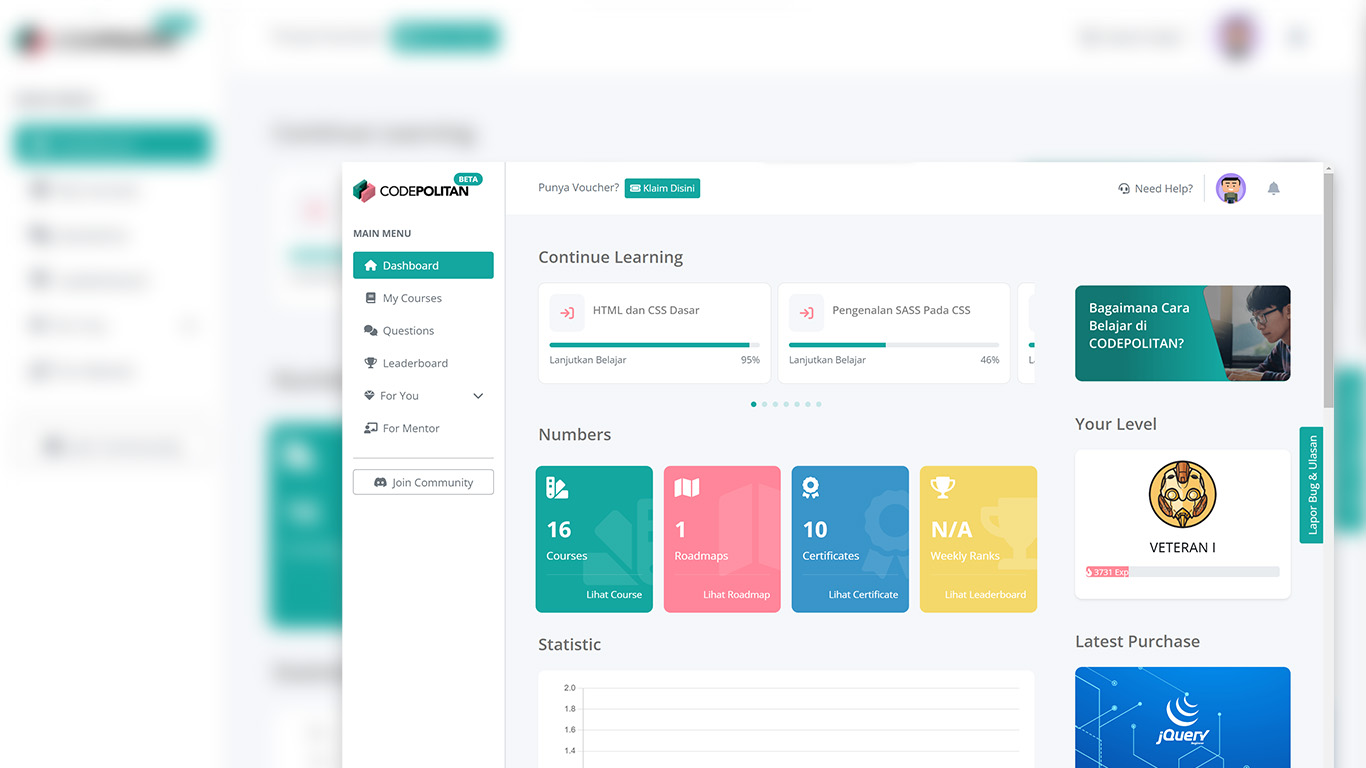 CODEPOLITAN BETA
MAIN MENU
Dashboard
My Courses
Questions
Leaderboard
For You
For Mentor
Join Community
Punya Voucher? Klaim Disini
Need Help?
Continue Learning
HTML dan CSS Dasar
Lanjutkan Belajar 95%
Pengenalan SASS Pada CSS
Lanjutkan Belajar 46%
Numbers
16
Courses
Lihat Course
1
Roadmaps
Lihat Roadmap
10
Certificates
Lihat Certificate
N/A
Weekly Ranks
Lihat Leaderboard
Statistic
2.0
1.8
1.6
1.4
Bagaimana Cara
Belajar di
CODEPOLITAN?
Your Level
VETERAN I
3731 Exp
Latest Purchase
jQuery
Lapor Bug & Ulasan